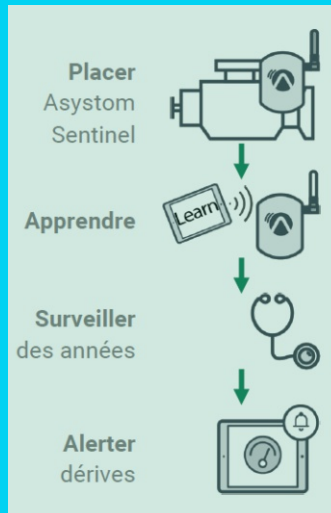 Placer
Asystom
Sentinel
Learn
Apprendre
Surveiller
des années
Alerter
dérives